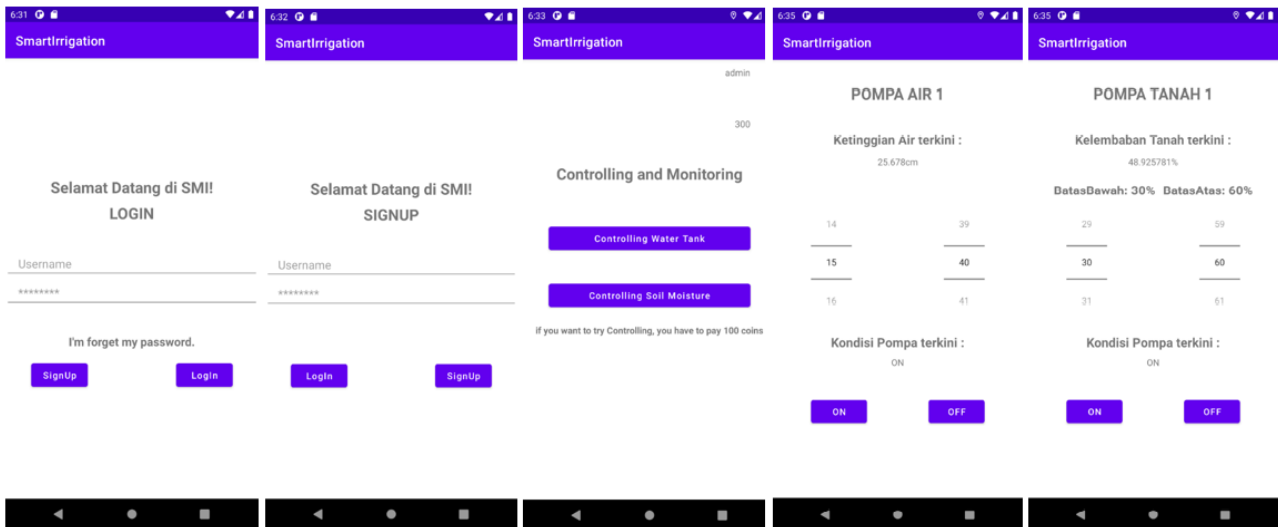 6:31
SmartIrrigation
Selamat Datang di SMI!
LOGIN
Username
********
I'm forget my password.
SignUp LogIn
6:32
SmartIrrigation
Selamat Datang di SMI!
SIGNUP
Username
********
LogIn SignUp
6:33
SmartIrrigation
admin
300
Controlling and Monitoring
Controlling Water Tank
Controlling Soil Moisture
if you want to try Controlling, you have to pay 100 coins
6:35
SmartIrrigation
POMPA AIR 1
Ketinggian Air terkini :
25.678cm
14 39
15 40
16 41
Kondisi Pompa terkini :
ON
ON OFF
6:35
SmartIrrigation
POMPA TANAH 1
Kelembaban Tanah terkini :
48.925781%
BatasBawah: 30% BatasAtas: 60%
29 59
30 60
31 61
Kondisi Pompa terkini :
ON
ON OFF